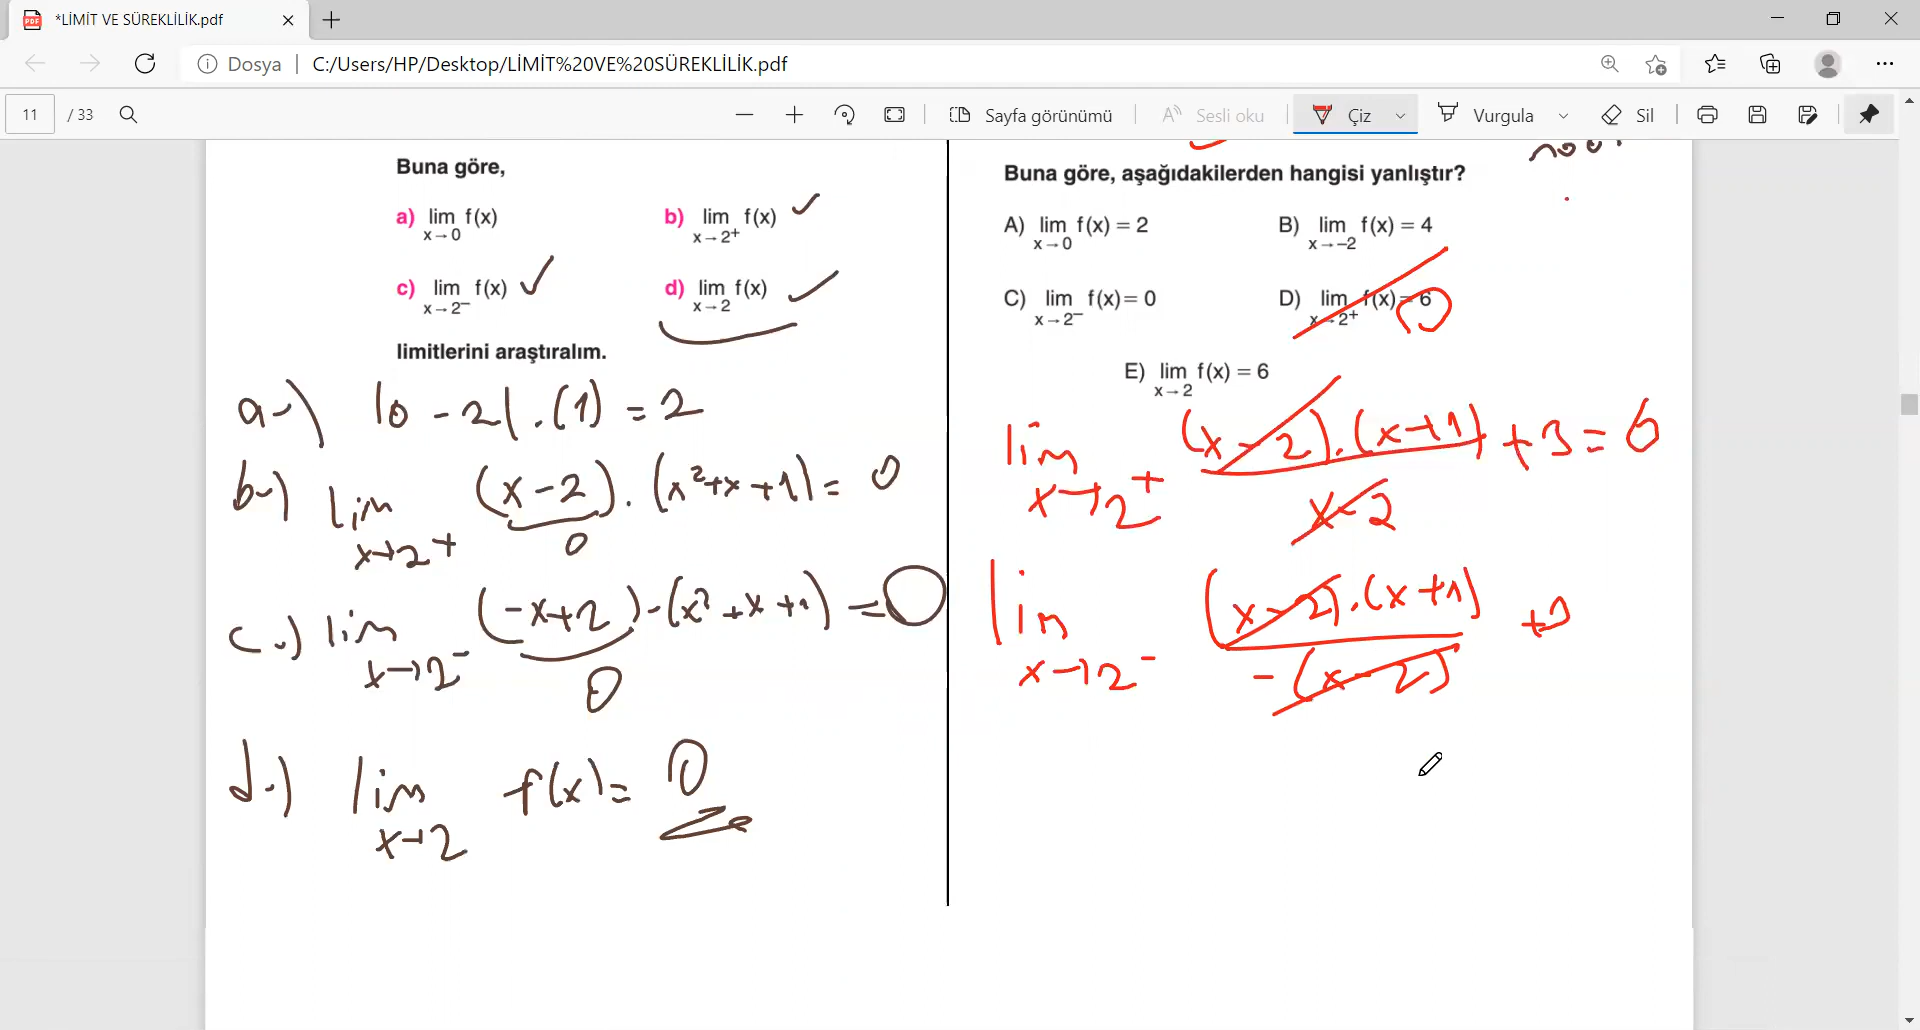 *LİMİT VE SÜREKLİLİK.pdf
Dosya | C:/Users/HP/Desktop/LİMİT%20VE%20SÜREKLİLİK.pdf
11 / 33
Sayfa görünümü
Sesli oku
Çiz
Vurgula
Sil
Buna göre,
a) lim f(x)
x→0
b) lim f(x)
x→2⁺
c) lim f(x)
x→2⁻
d) lim f(x)
x→2
limitlerini araştıralım.
a-) |0-2|.(1)=2
b-) lim (x-2).(x²+x+1)=0
x→2+ 0
c-) lim (-x+2)-(x²+x+1)=0
x→2- 0
d-) lim f(x)=0
x→2
Buna göre, aşağıdakilerden hangisi yanlıştır?
A) lim f(x) = 2
x→0
B) lim f(x) = 4
x→-2
C) lim f(x)= 0
x→2⁻
D) lim f(x)= 6
x→2⁺
E) lim f(x) = 6
x→2
lim (x-2).(x+1) +3=6
x→2+ x-2
lim (x-2).(x+1) +3
x→2- -(x-2)